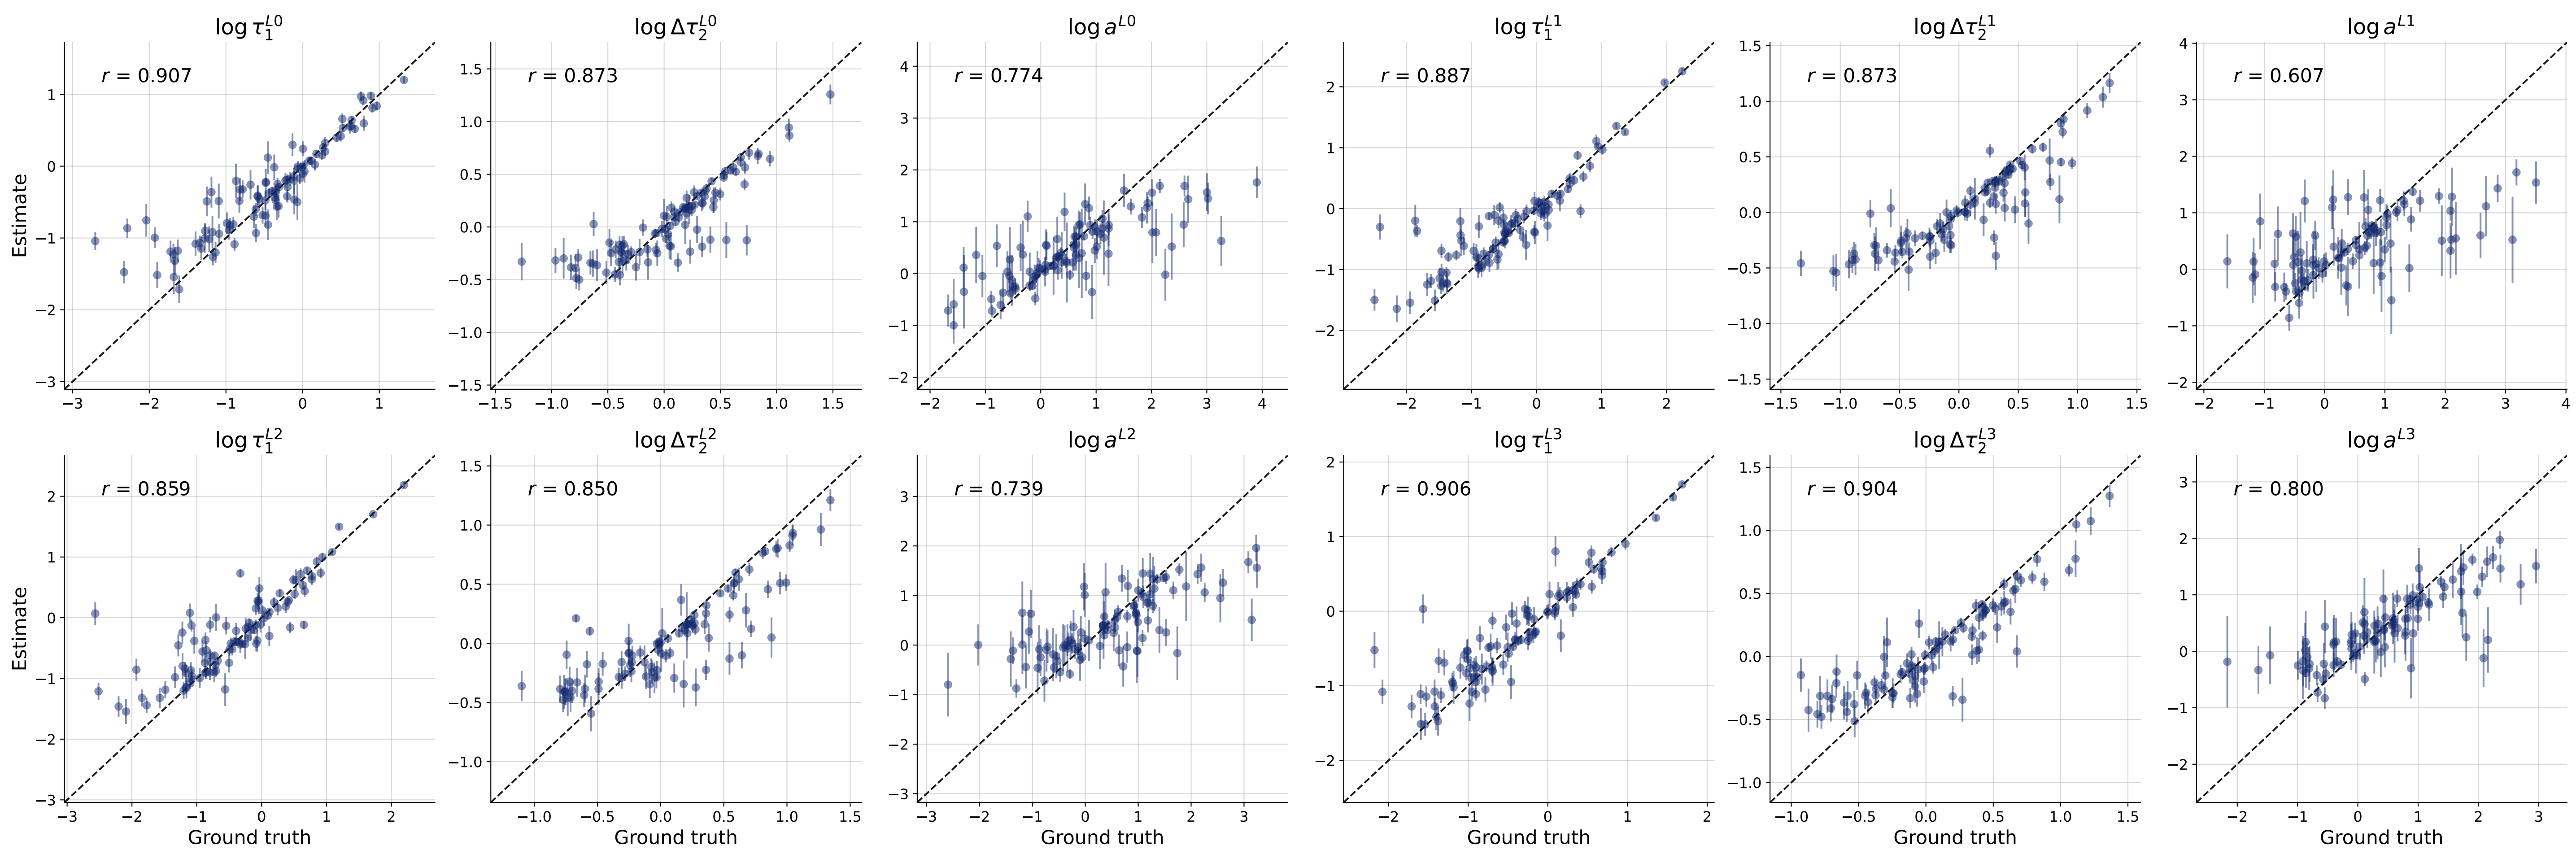 log τ₁^{L0}
log Δτ₂^{L0}
log a^{L0}
log τ₁^{L1}
log Δτ₂^{L1}
log a^{L1}
r = 0.907
r = 0.873
r = 0.774
r = 0.887
r = 0.873
r = 0.607
Estimate
1
0
−1
−2
−3
1.5
1.0
0.5
0.0
−0.5
−1.0
−1.5
4
3
2
1
0
−1
−2
2
1
0
−1
−2
1.5
1.0
0.5
0.0
−0.5
−1.0
−1.5
4
3
2
1
0
−1
−2
−3 −2 −1 0 1
−1.5 −1.0 −0.5 0.0 0.5 1.0 1.5
−2 −1 0 1 2 3 4
−2 −1 0 1 2
−1.5 −1.0 −0.5 0.0 0.5 1.0 1.5
−2 −1 0 1 2 3 4
log τ₁^{L2}
log Δτ₂^{L2}
log a^{L2}
log τ₁^{L3}
log Δτ₂^{L3}
log a^{L3}
r = 0.859
r = 0.850
r = 0.739
r = 0.906
r = 0.904
r = 0.800
Estimate
2
1
0
−1
−2
−3
1.5
1.0
0.5
0.0
−0.5
−1.0
3
2
1
0
−1
−2
−3
2
1
0
−1
−2
1.5
1.0
0.5
0.0
−0.5
−1.0
3
2
1
0
−1
−2
−3 −2 −1 0 1 2
−1.0 −0.5 0.0 0.5 1.0 1.5
−3 −2 −1 0 1 2 3
−2 −1 0 1 2
−1.0 −0.5 0.0 0.5 1.0 1.5
−2 −1 0 1 2 3
Ground truth
Ground truth
Ground truth
Ground truth
Ground truth
Ground truth